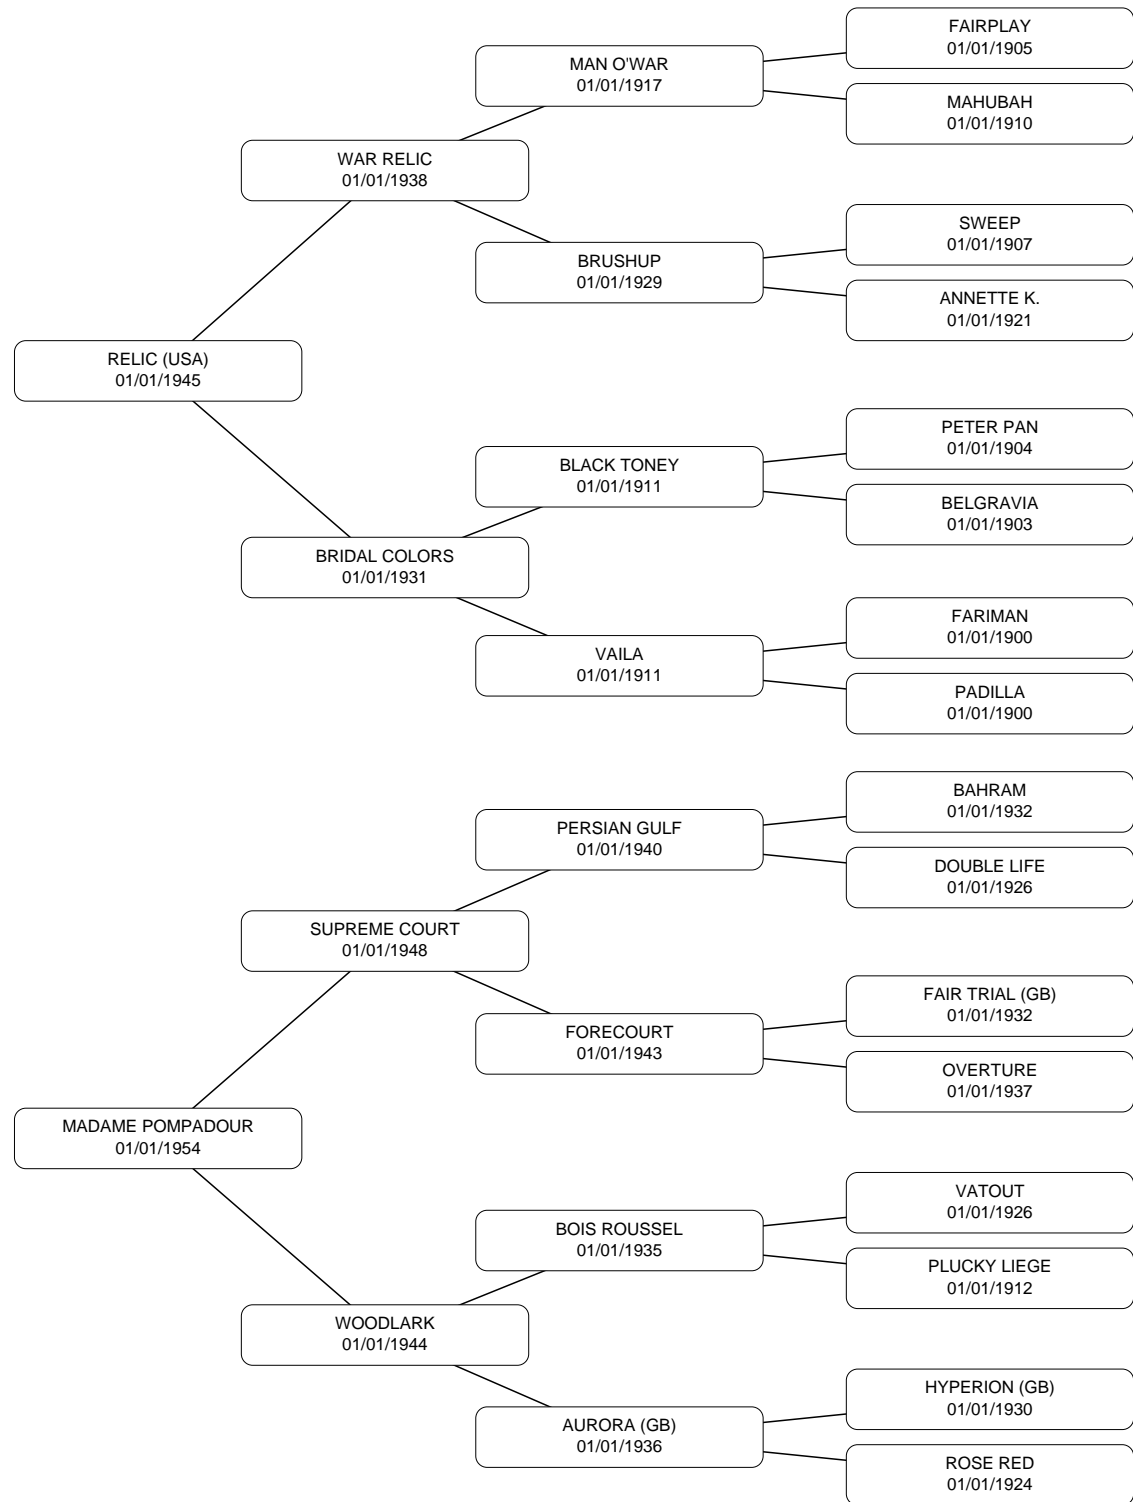 FAIRPLAY
01/01/1905
MAN O'WAR
01/01/1917
MAHUBAH
01/01/1910
WAR RELIC
01/01/1938
SWEEP
01/01/1907
BRUSHUP
01/01/1929
ANNETTE K.
01/01/1921
RELIC (USA)
01/01/1945
PETER PAN
01/01/1904
BLACK TONEY
01/01/1911
BELGRAVIA
01/01/1903
BRIDAL COLORS
01/01/1931
FARIMAN
01/01/1900
VAILA
01/01/1911
PADILLA
01/01/1900
BAHRAM
01/01/1932
PERSIAN GULF
01/01/1940
DOUBLE LIFE
01/01/1926
SUPREME COURT
01/01/1948
FAIR TRIAL (GB)
01/01/1932
FORECOURT
01/01/1943
OVERTURE
01/01/1937
MADAME POMPADOUR
01/01/1954
VATOUT
01/01/1926
BOIS ROUSSEL
01/01/1935
PLUCKY LIEGE
01/01/1912
WOODLARK
01/01/1944
HYPERION (GB)
01/01/1930
AURORA (GB)
01/01/1936
ROSE RED
01/01/1924